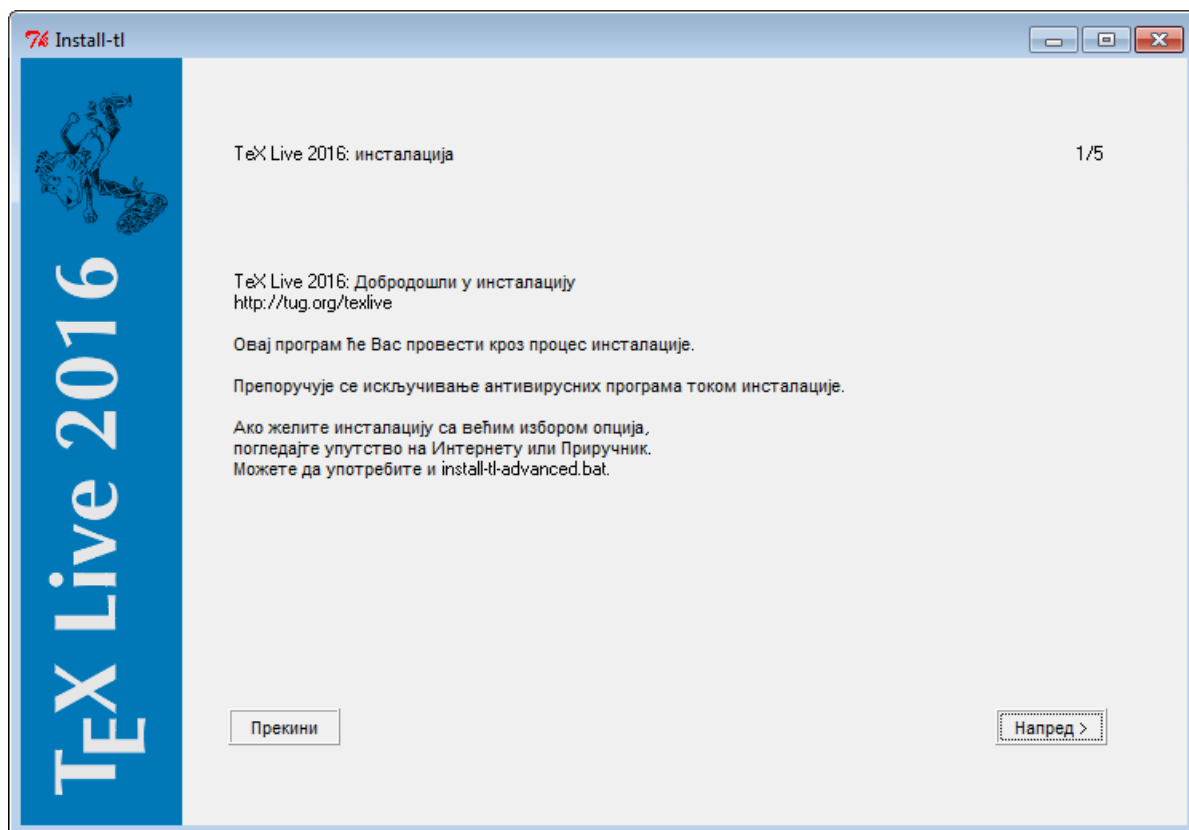 Install-tl
TeX Live 2016
TeX Live 2016: инсталација
1/5
TeX Live 2016: Добродошли у инсталацију
http://tug.org/texlive
Овај програм ће Вас провести кроз процес инсталације.
Препоручује се искључивање антивирусних програма током инсталације.
Ако желите инсталацију са већим избором опција,
погледајте упутство на Интернету или Приручник.
Можете да употребите и install-tl-advanced.bat.
Прекини
Напред >